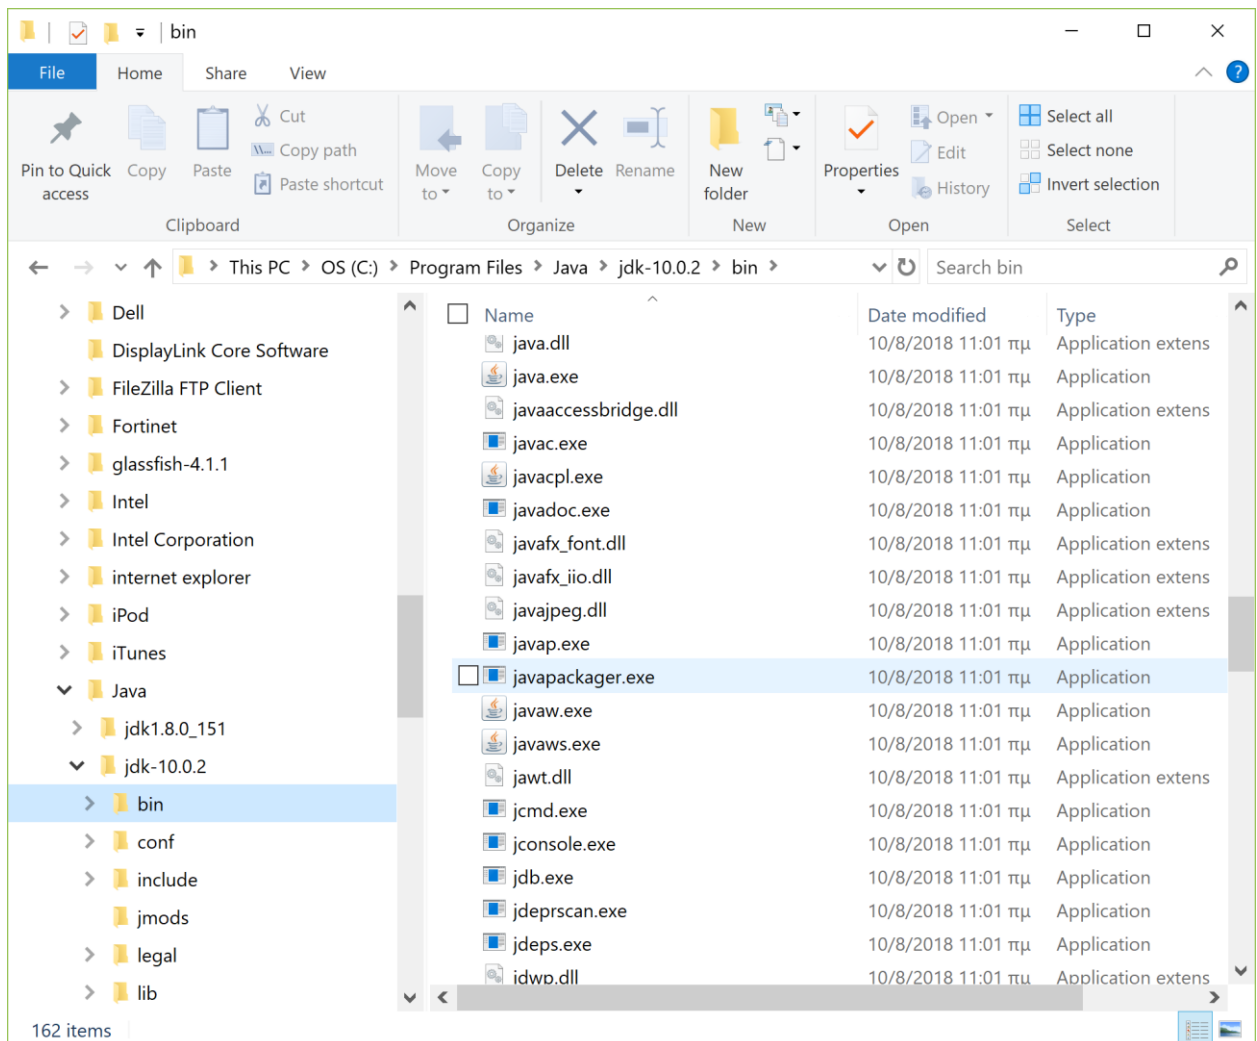 bin
File Home Share View
Pin to Quick access
Copy
Paste
Cut
Copy path
Paste shortcut
Clipboard
Move to
Copy to
Delete
Rename
Organize
New folder
New
Properties
Open
Edit
History
Open
Select all
Select none
Invert selection
Select
This PC > OS (C:) > Program Files > Java > jdk-10.0.2 > bin >
Search bin
Dell
DisplayLink Core Software
FileZilla FTP Client
Fortinet
glassfish-4.1.1
Intel
Intel Corporation
internet explorer
iPod
iTunes
Java
jdk1.8.0_151
jdk-10.0.2
bin
conf
include
jmods
legal
lib
Name Date modified Type
java.dll 10/8/2018 11:01 πμ Application extens
java.exe 10/8/2018 11:01 πμ Application
javaaccessbridge.dll 10/8/2018 11:01 πμ Application extens
javac.exe 10/8/2018 11:01 πμ Application
javacpl.exe 10/8/2018 11:01 πμ Application
javadoc.exe 10/8/2018 11:01 πμ Application
javafx_font.dll 10/8/2018 11:01 πμ Application extens
javafx_iio.dll 10/8/2018 11:01 πμ Application extens
javajpeg.dll 10/8/2018 11:01 πμ Application extens
javap.exe 10/8/2018 11:01 πμ Application
javapackager.exe 10/8/2018 11:01 πμ Application
javaw.exe 10/8/2018 11:01 πμ Application
javaws.exe 10/8/2018 11:01 πμ Application
jawt.dll 10/8/2018 11:01 πμ Application extens
jcmd.exe 10/8/2018 11:01 πμ Application
jconsole.exe 10/8/2018 11:01 πμ Application
jdb.exe 10/8/2018 11:01 πμ Application
jdeprscan.exe 10/8/2018 11:01 πμ Application
jdeps.exe 10/8/2018 11:01 πμ Application
jdwp.dll 10/8/2018 11:01 πμ Application extens
162 items